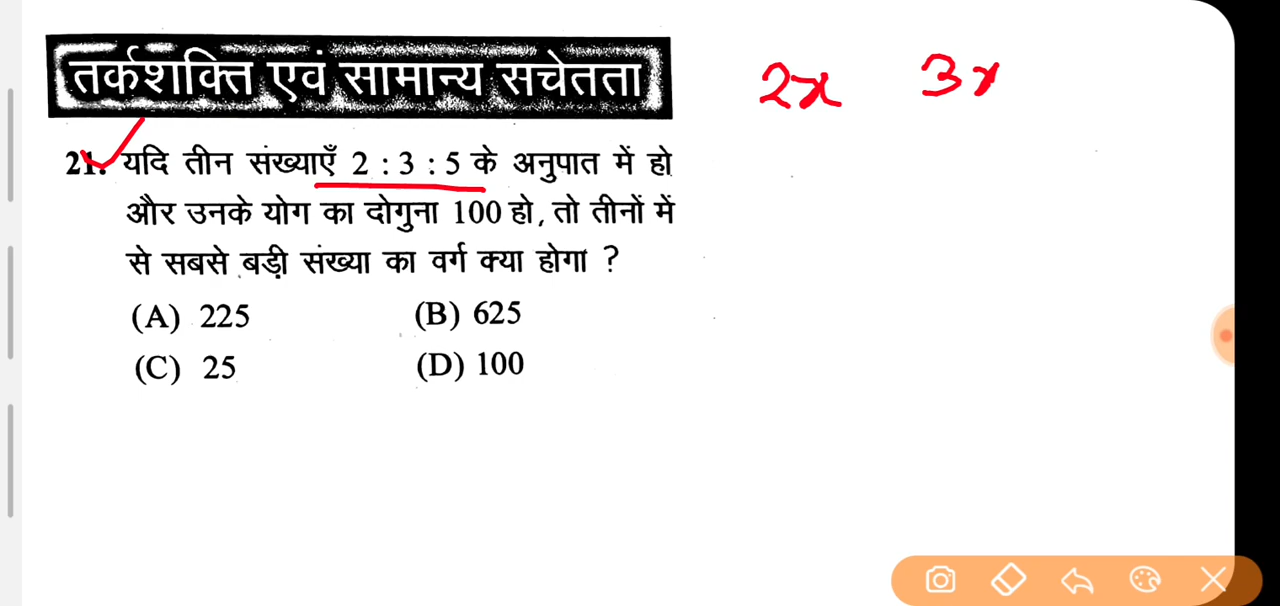 तर्कशक्ति एवं सामान्य सचेतता
2x 3x
21. यदि तीन संख्याएँ 2 : 3 : 5 के अनुपात में हो
और उनके योग का दोगुना 100 हो, तो तीनों में
से सबसे बड़ी संख्या का वर्ग क्या होगा ?
(A) 225 (B) 625
(C) 25 (D) 100